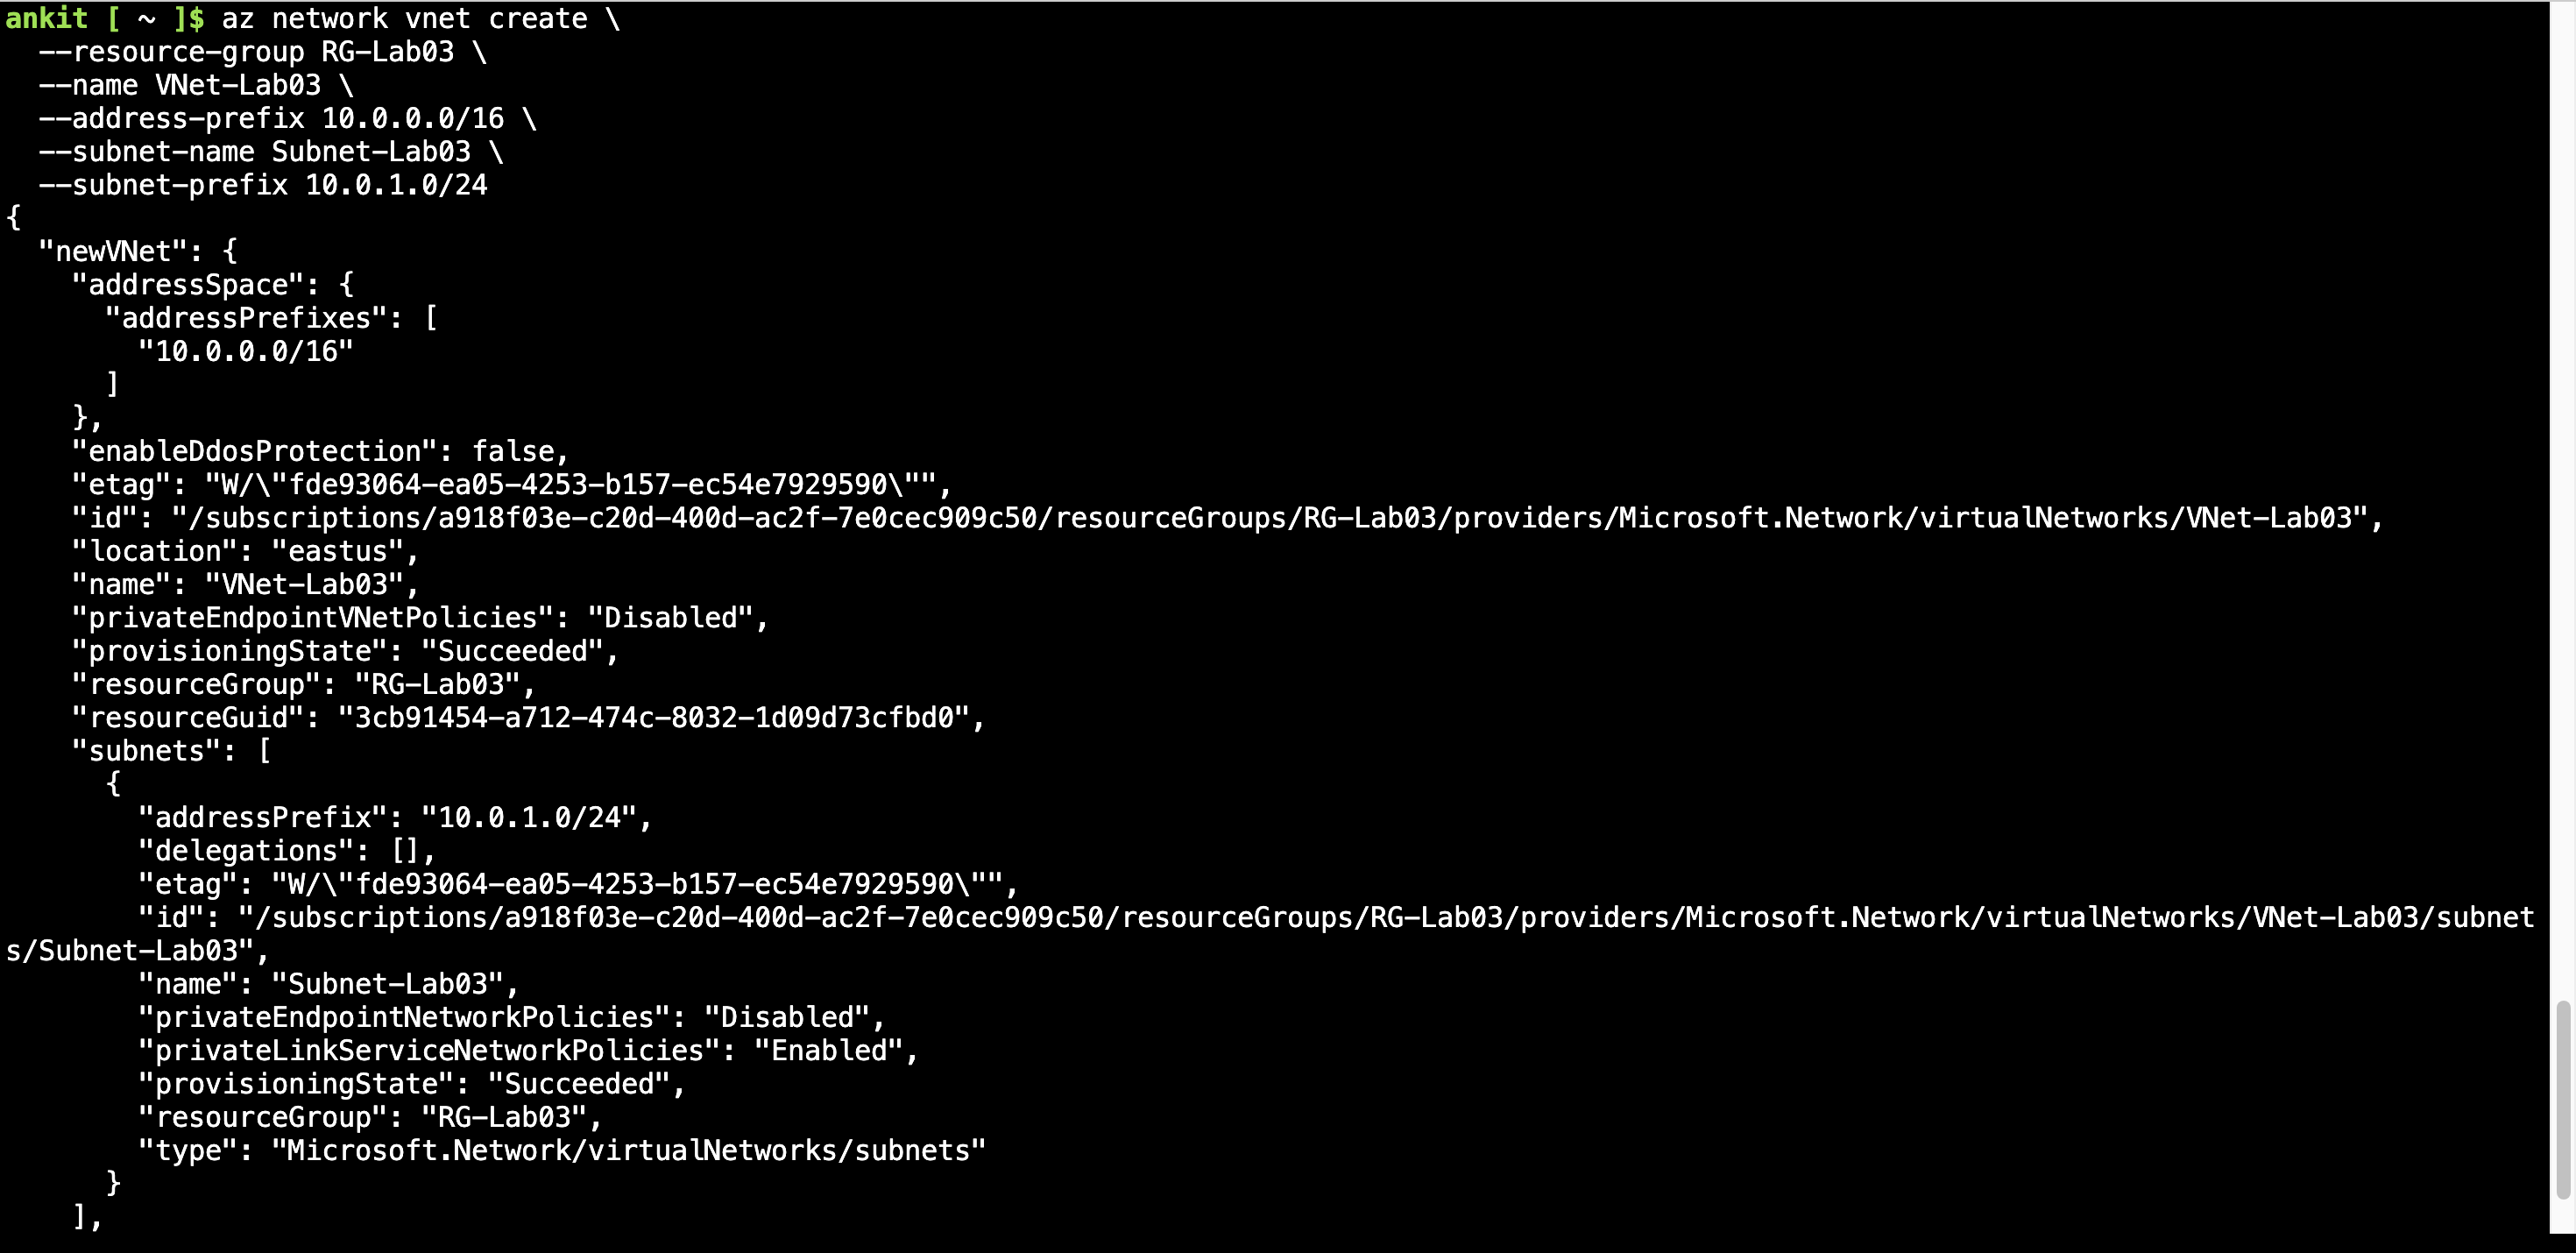 ankit [ ~ ]$ az network vnet create \
  --resource-group RG-Lab03 \
  --name VNet-Lab03 \
  --address-prefix 10.0.0.0/16 \
  --subnet-name Subnet-Lab03 \
  --subnet-prefix 10.0.1.0/24
{
  "newVNet": {
    "addressSpace": {
      "addressPrefixes": [
        "10.0.0.0/16"
      ]
    },
    "enableDdosProtection": false,
    "etag": "W/\"fde93064-ea05-4253-b157-ec54e7929590\"",
    "id": "/subscriptions/a918f03e-c20d-400d-ac2f-7e0cec909c50/resourceGroups/RG-Lab03/providers/Microsoft.Network/virtualNetworks/VNet-Lab03",
    "location": "eastus",
    "name": "VNet-Lab03",
    "privateEndpointVNetPolicies": "Disabled",
    "provisioningState": "Succeeded",
    "resourceGroup": "RG-Lab03",
    "resourceGuid": "3cb91454-a712-474c-8032-1d09d73cfbd0",
    "subnets": [
      {
        "addressPrefix": "10.0.1.0/24",
        "delegations": [],
        "etag": "W/\"fde93064-ea05-4253-b157-ec54e7929590\"",
        "id": "/subscriptions/a918f03e-c20d-400d-ac2f-7e0cec909c50/resourceGroups/RG-Lab03/providers/Microsoft.Network/virtualNetworks/VNet-Lab03/subnet
s/Subnet-Lab03",
        "name": "Subnet-Lab03",
        "privateEndpointNetworkPolicies": "Disabled",
        "privateLinkServiceNetworkPolicies": "Enabled",
        "provisioningState": "Succeeded",
        "resourceGroup": "RG-Lab03",
        "type": "Microsoft.Network/virtualNetworks/subnets"
      }
    ],